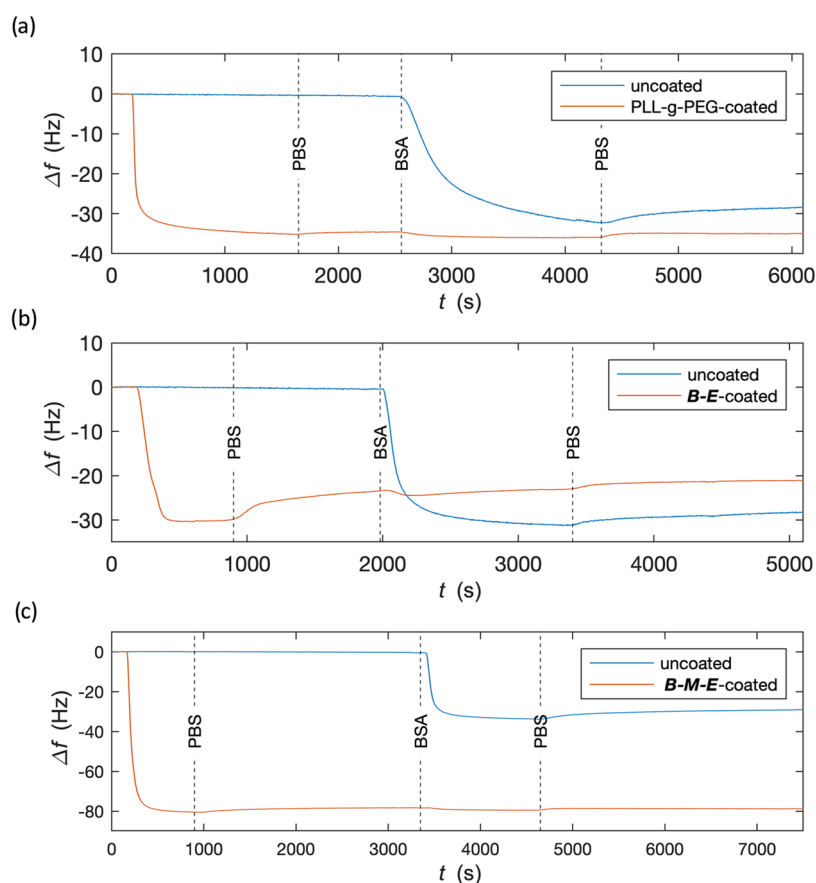 (a)
10
0
-10
-20
-30
-40
Δf (Hz)
PBS
BSA
PBS
uncoated
PLL-g-PEG-coated
0 1000 2000 3000 4000 5000 6000
t (s)
(b)
10
0
-10
-20
-30
Δf (Hz)
PBS
BSA
PBS
uncoated
B-E-coated
0 1000 2000 3000 4000 5000
t (s)
(c)
0
-20
-40
-60
-80
Δf (Hz)
PBS
BSA
PBS
uncoated
B-M-E-coated
0 1000 2000 3000 4000 5000 6000 7000
t (s)